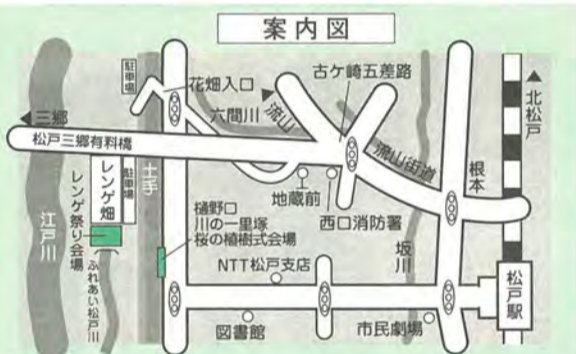 案内図
駐車場
花畑入口
古ケ崎五差路
▲北松戸
◀三郷
六間川
▶流山
松戸三郷有料橋
流山街道
根本
土手
レンゲ畑
駐車場
地蔵前
西口消防署
江戸川
レンゲ祭り会場
樋野口
川の一里塚
桜の植樹式会場
坂川
ふれあい松戸川
NTT松戸支店
松戸駅
図書館
市民劇場